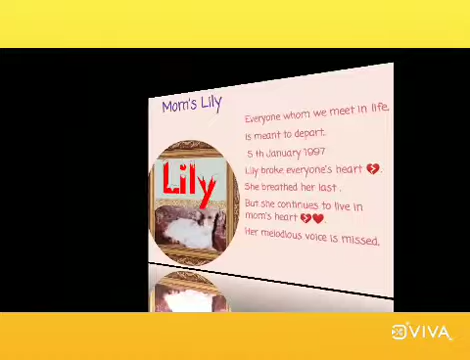 Mom's Lily
Everyone whom we meet in life,
is meant to depart.
5 th January 1997
Lily broke everyone's heart 💔.
She breathed her last .
But she continues to live in
mom's heart 💔❤️.
Her melodious voice is missed,
Lily
VIVA